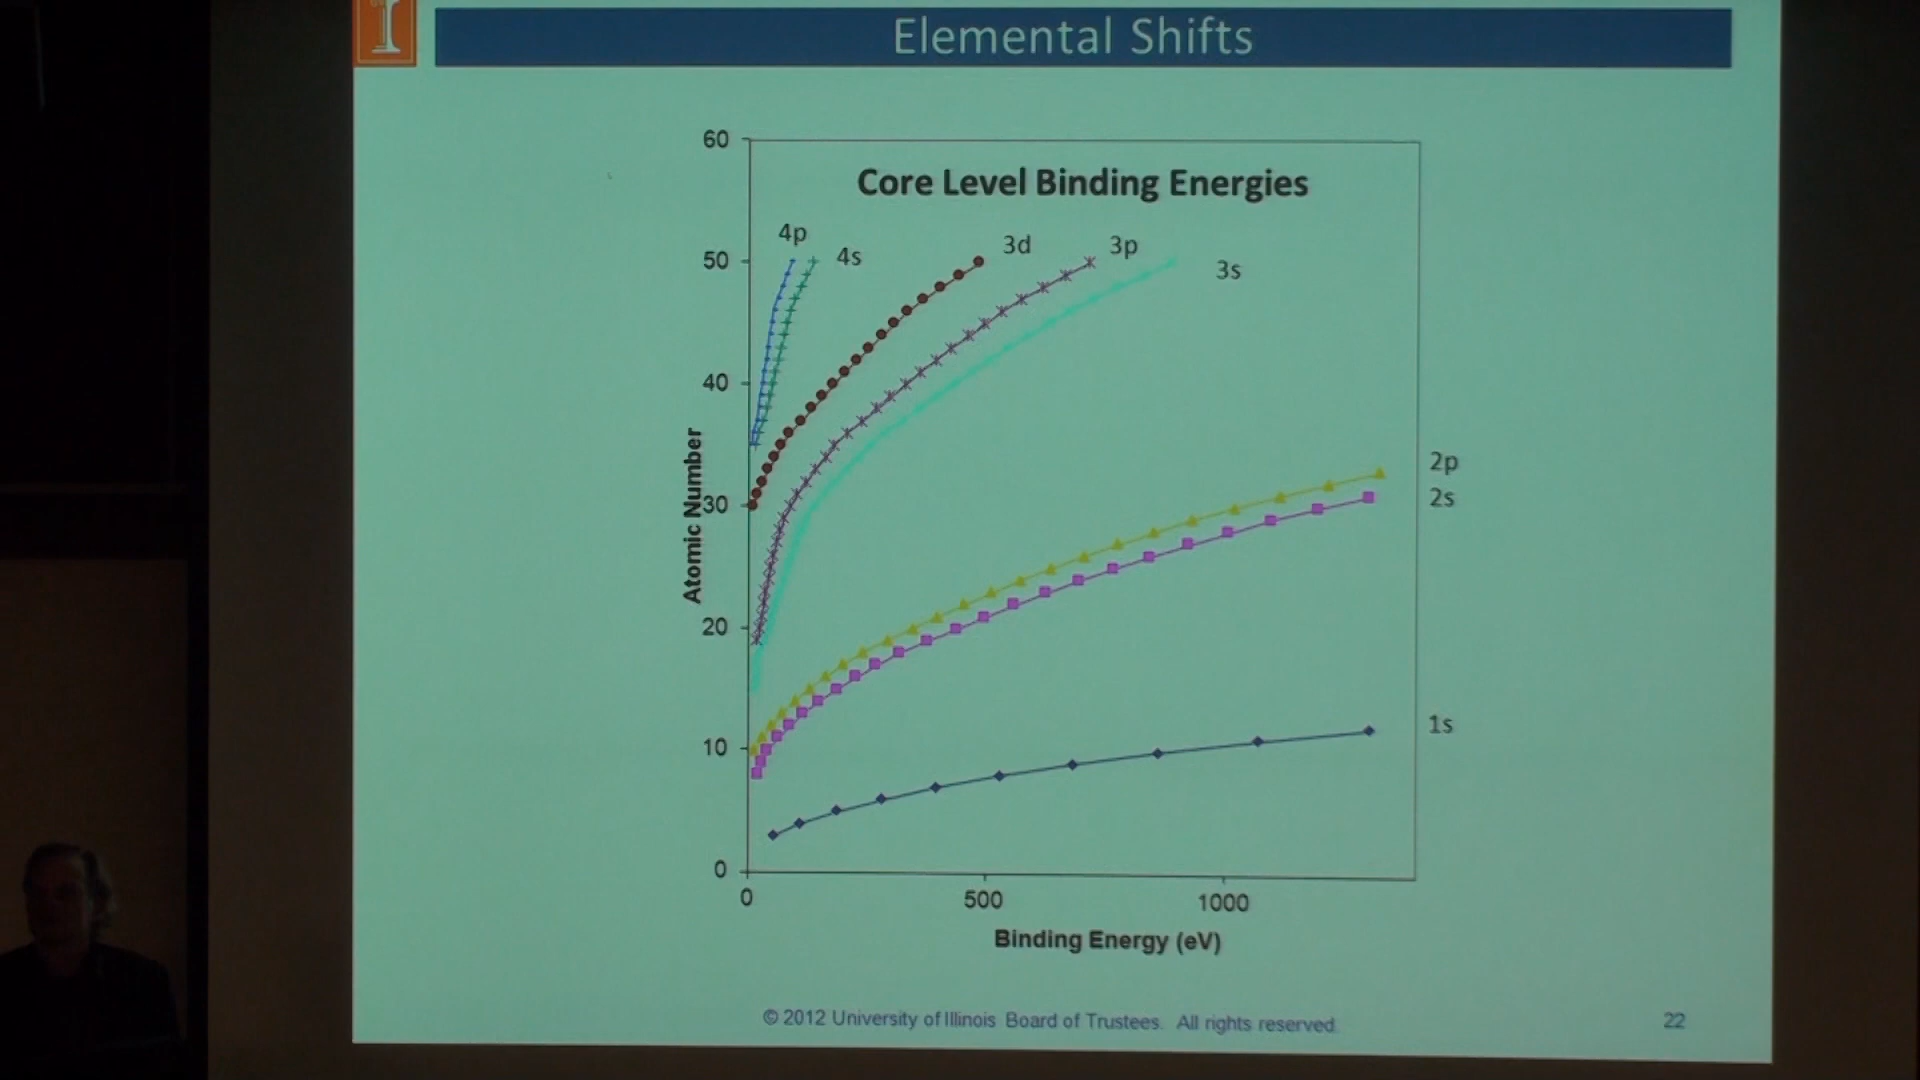 Elemental Shifts
Core Level Binding Energies
60
50
40
30
20
10
0
Atomic Number
4p
4s
3d
3p
3s
2p
2s
1s
0
500
1000
Binding Energy (eV)
© 2012 University of Illinois Board of Trustees. All rights reserved.
22